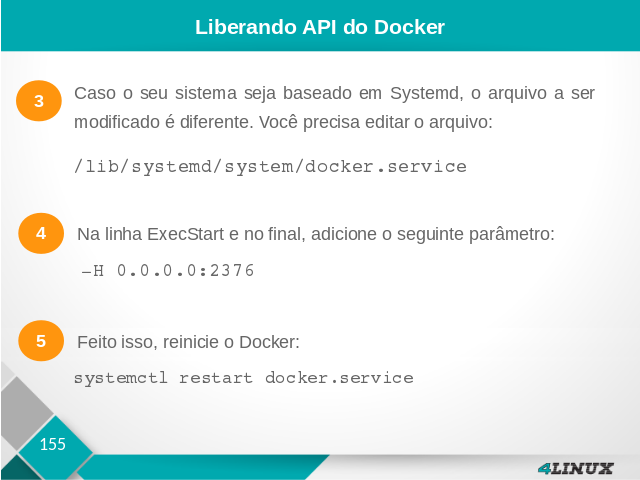 Liberando API do Docker
3
Caso o seu sistema seja baseado em Systemd, o arquivo a ser
modificado é diferente. Você precisa editar o arquivo:
/lib/systemd/system/docker.service
4
Na linha ExecStart e no final, adicione o seguinte parâmetro:
–H 0.0.0.0:2376
5
Feito isso, reinicie o Docker:
systemctl restart docker.service
155
4LINUX